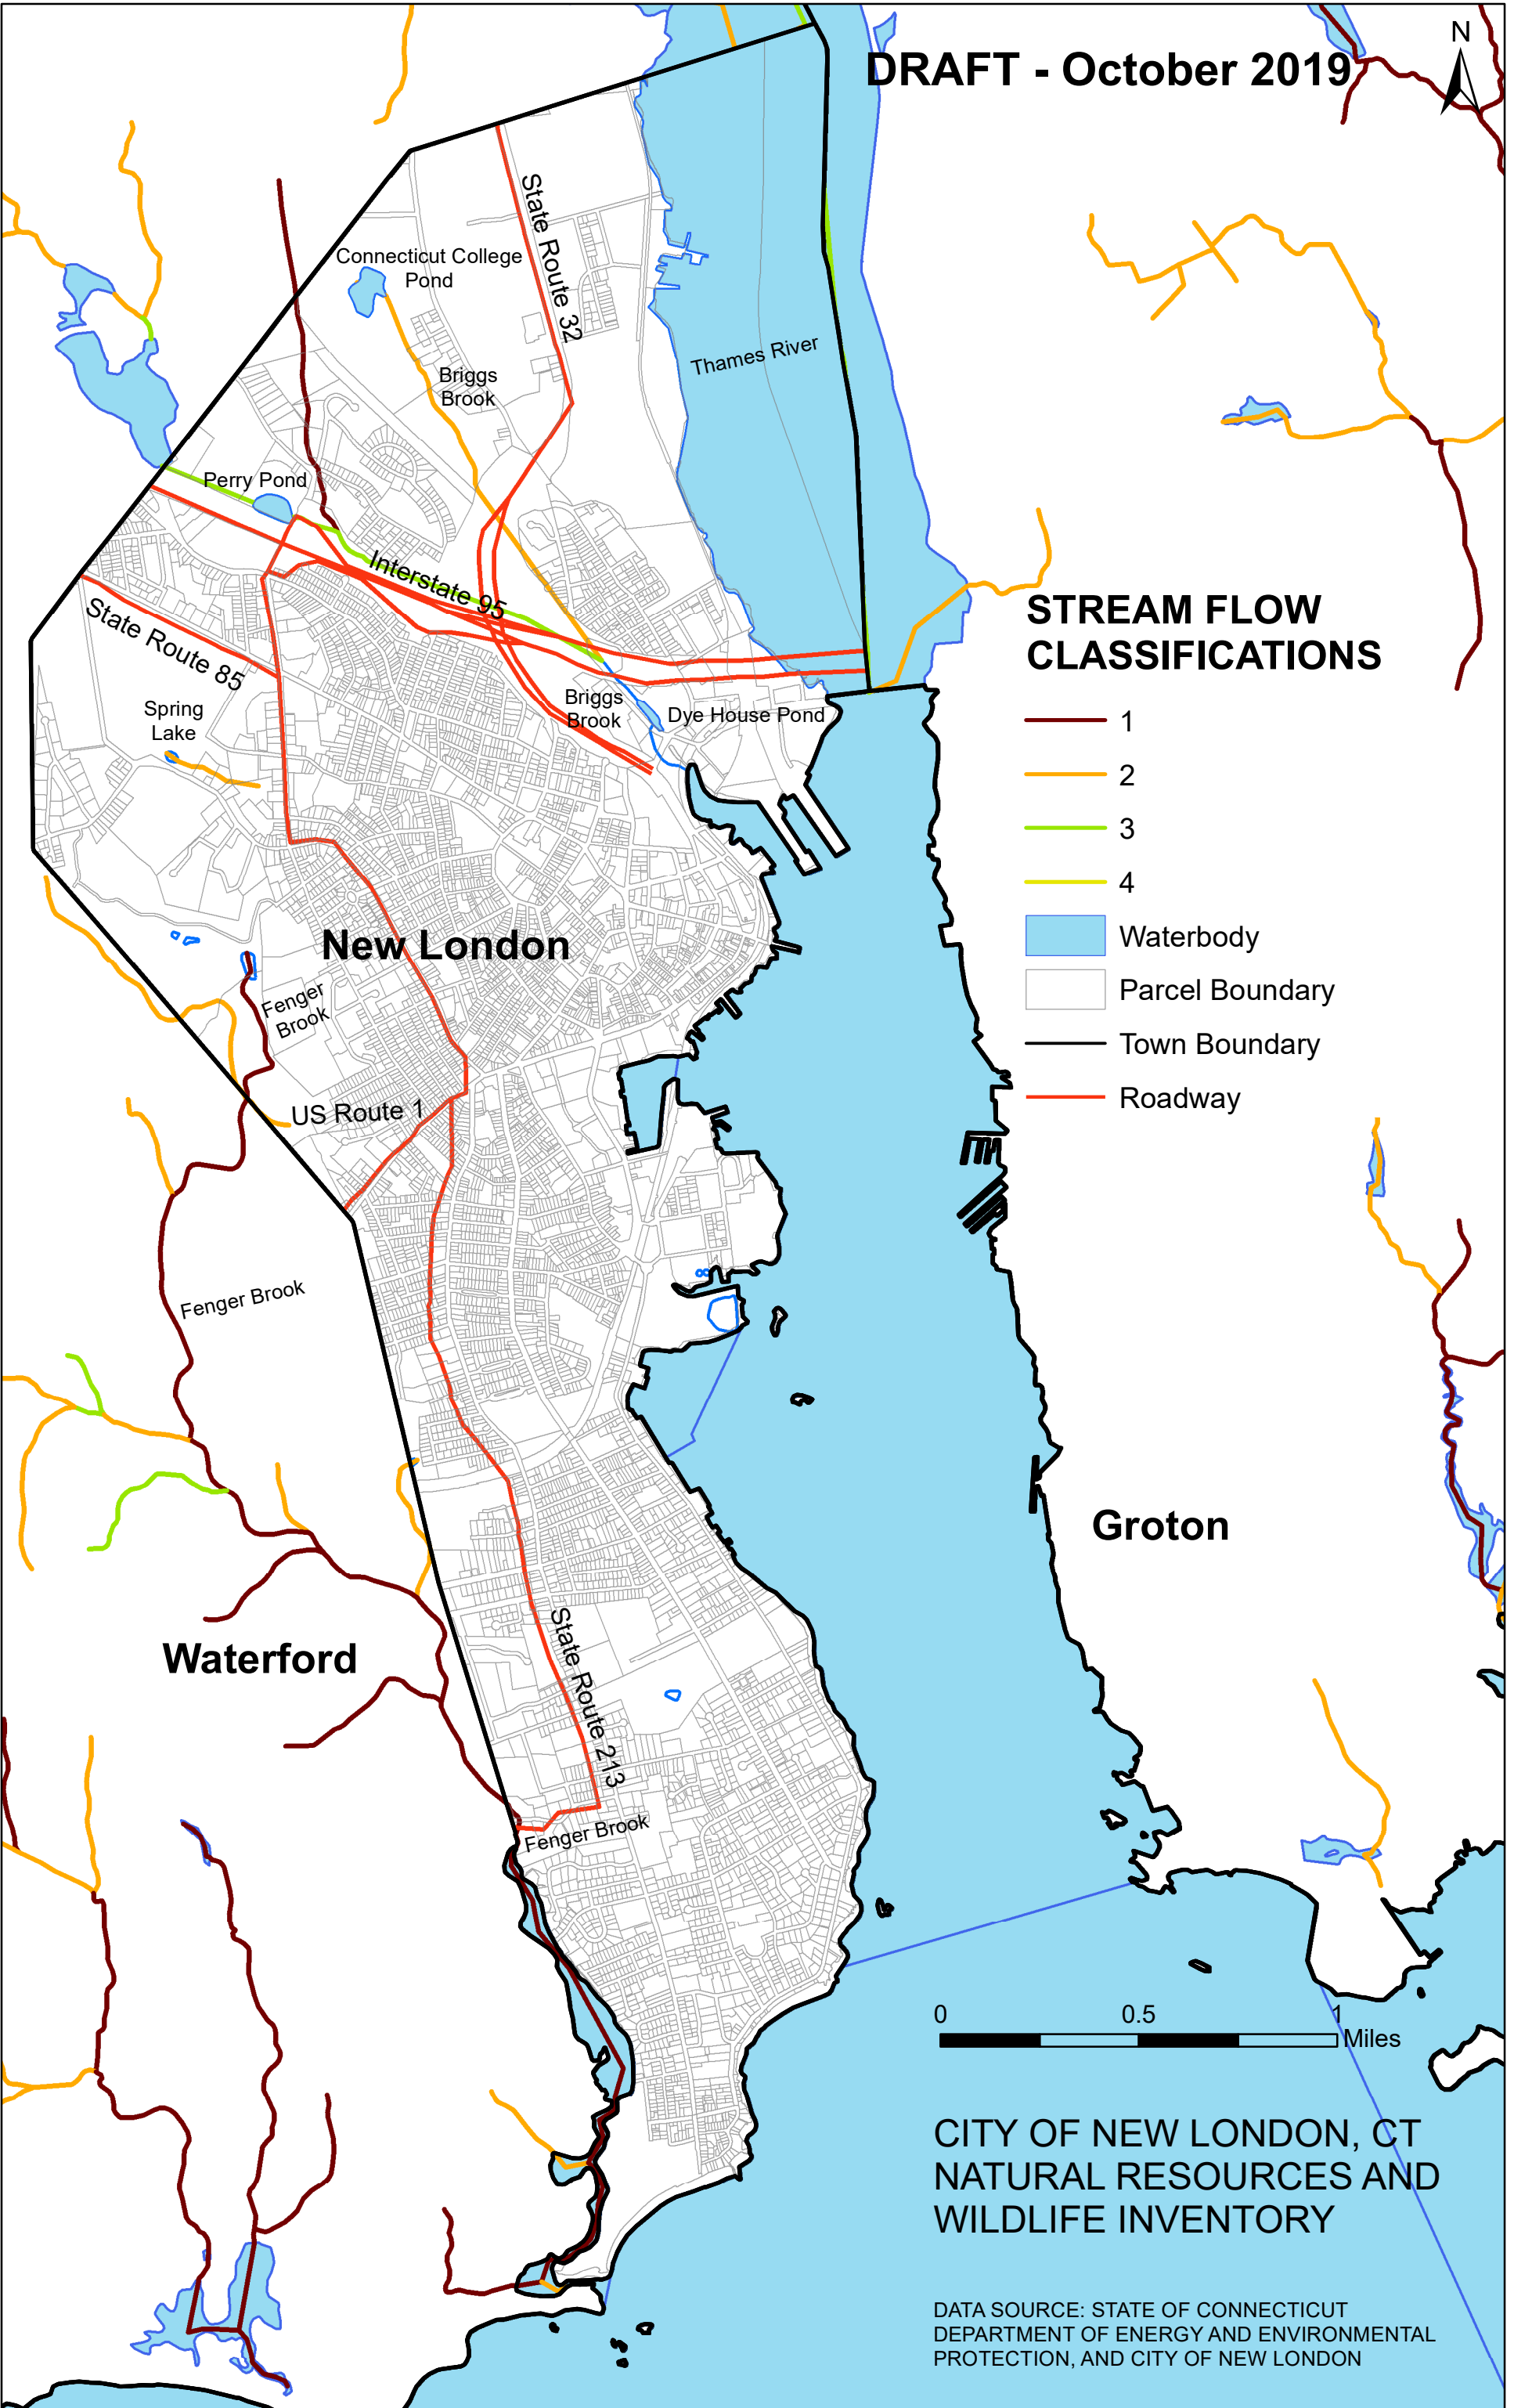 DRAFT - October 2019
N
State Route 32
Connecticut College
Pond
Thames River
Briggs
Brook
Perry Pond
Interstate 95
State Route 85
Spring
Lake
Briggs
Brook
Dye House Pond
STREAM FLOW
CLASSIFICATIONS
1
2
3
4
Waterbody
Parcel Boundary
Town Boundary
Roadway
New London
Fenger
Brook
US Route 1
Fenger Brook
Groton
Waterford
State Route 213
Fenger Brook
0 0.5 1
Miles
CITY OF NEW LONDON, CT
NATURAL RESOURCES AND
WILDLIFE INVENTORY
DATA SOURCE: STATE OF CONNECTICUT
DEPARTMENT OF ENERGY AND ENVIRONMENTAL
PROTECTION, AND CITY OF NEW LONDON